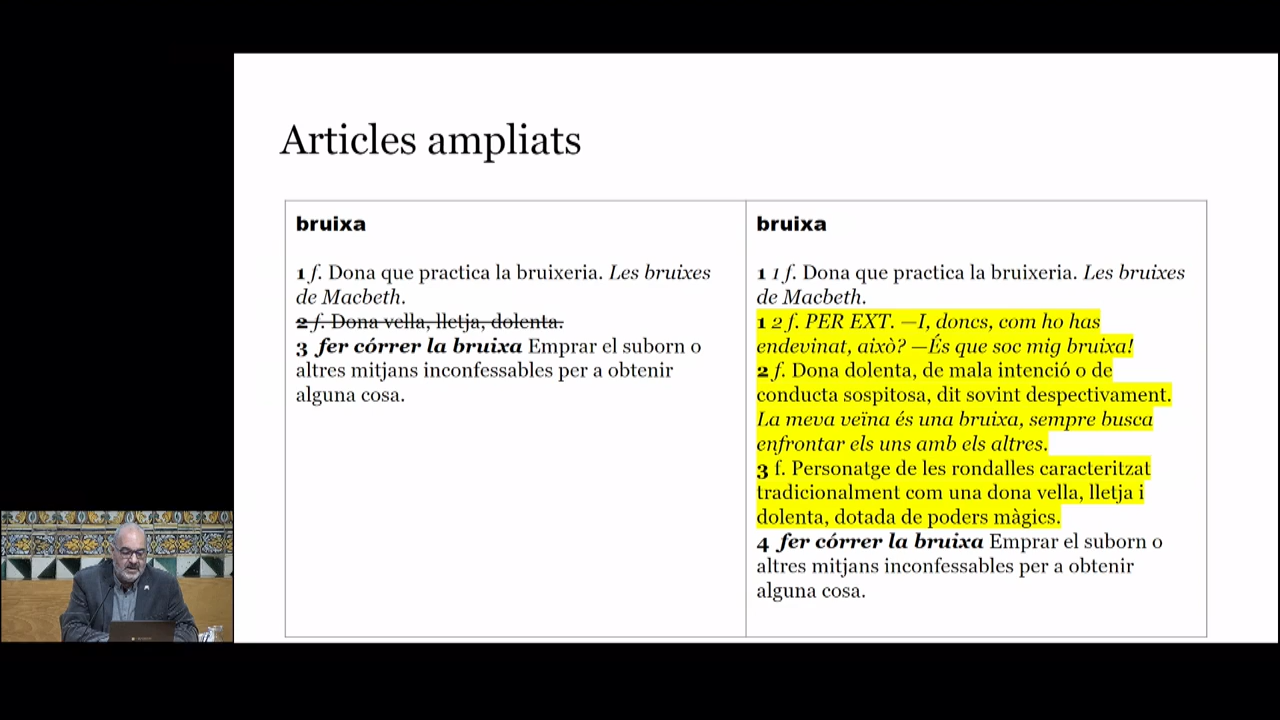 Articles ampliats
bruixa
1 f. Dona que practica la bruixeria. Les bruixes
de Macbeth.
2 f. Dona vella, lletja, dolenta.
3 fer córrer la bruixa Emprar el suborn o
altres mitjans inconfessables per a obtenir
alguna cosa.
bruixa
1 1 f. Dona que practica la bruixeria. Les bruixes
de Macbeth.
1 2 f. PER EXT. —I, doncs, com ho has
endevinat, això? —És que soc mig bruixa!
2 f. Dona dolenta, de mala intenció o de
conducta sospitosa, dit sovint despectivament.
La meva veïna és una bruixa, sempre busca
enfrontar els uns amb els altres.
3 f. Personatge de les rondalles caracteritzat
tradicionalment com una dona vella, lletja i
dolenta, dotada de poders màgics.
4 fer córrer la bruixa Emprar el suborn o
altres mitjans inconfessables per a obtenir
alguna cosa.